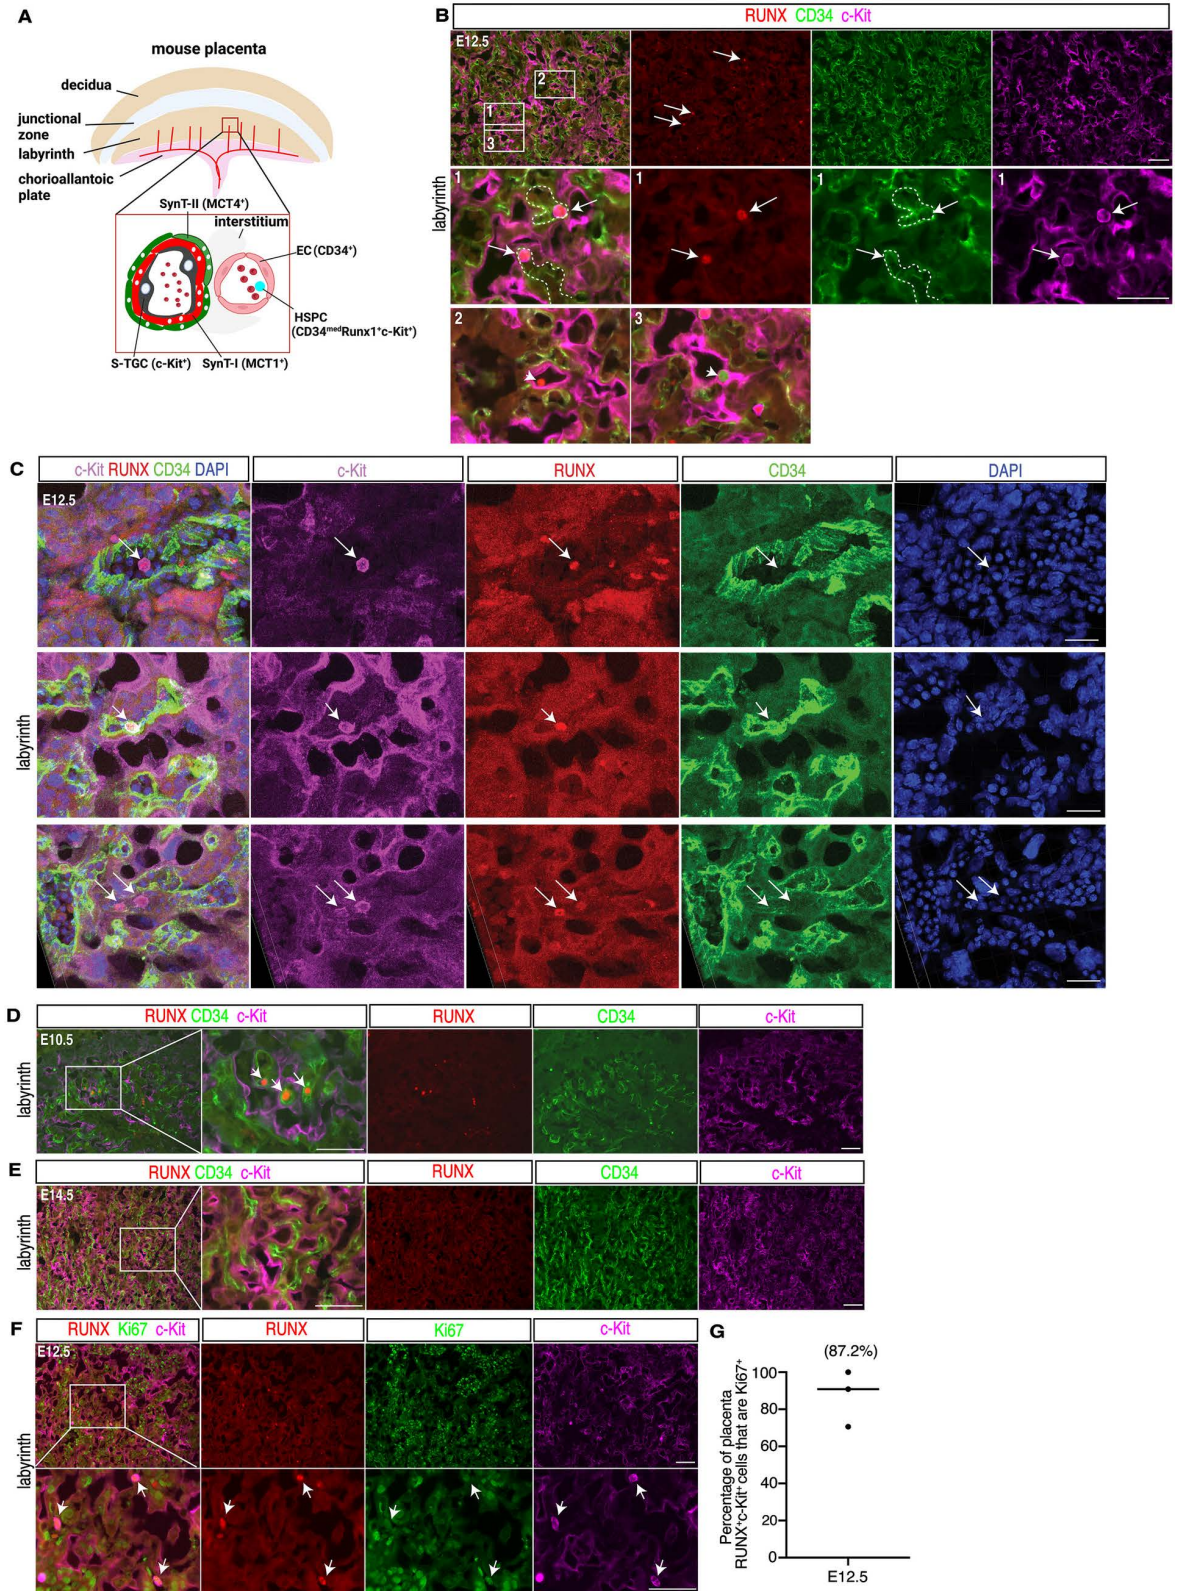 A
mouse placenta
decidua
junctional
zone
labyrinth
chorioallantoic
plate
SynT-II (MCT4⁺)
interstitium
EC (CD34⁺)
HSPC
(CD34ᵐᵉᵈRunx1⁺c-Kit⁺)
S-TGC (c-Kit⁺) SynT-I (MCT1⁺)
B
RUNX CD34 c-Kit
E12.5
2
1
3
labyrinth
1
1
1
1
2
3
C
c-Kit RUNX CD34 DAPI
c-Kit
RUNX
CD34
DAPI
E12.5
labyrinth
D
RUNX CD34 c-Kit
RUNX
CD34
c-Kit
E10.5
labyrinth
E
RUNX CD34 c-Kit
RUNX
CD34
c-Kit
E14.5
labyrinth
F
RUNX Ki67 c-Kit
RUNX
Ki67
c-Kit
E12.5
labyrinth
G
(87.2%)
Percentage of placenta
RUNX⁺c-Kit⁺ cells that are Ki67⁺
100
80
60
40
20
0
E12.5